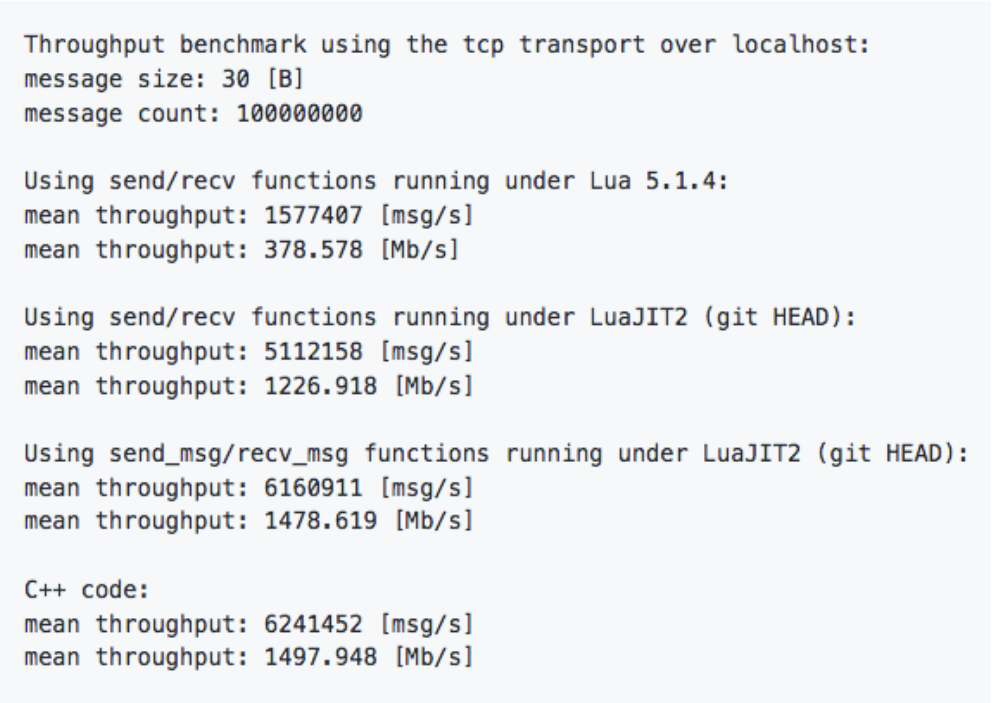 Throughput benchmark using the tcp transport over localhost:
message size: 30 [B]
message count: 100000000
Using send/recv functions running under Lua 5.1.4:
mean throughput: 1577407 [msg/s]
mean throughput: 378.578 [Mb/s]
Using send/recv functions running under LuaJIT2 (git HEAD):
mean throughput: 5112158 [msg/s]
mean throughput: 1226.918 [Mb/s]
Using send_msg/recv_msg functions running under LuaJIT2 (git HEAD):
mean throughput: 6160911 [msg/s]
mean throughput: 1478.619 [Mb/s]
C++ code:
mean throughput: 6241452 [msg/s]
mean throughput: 1497.948 [Mb/s]